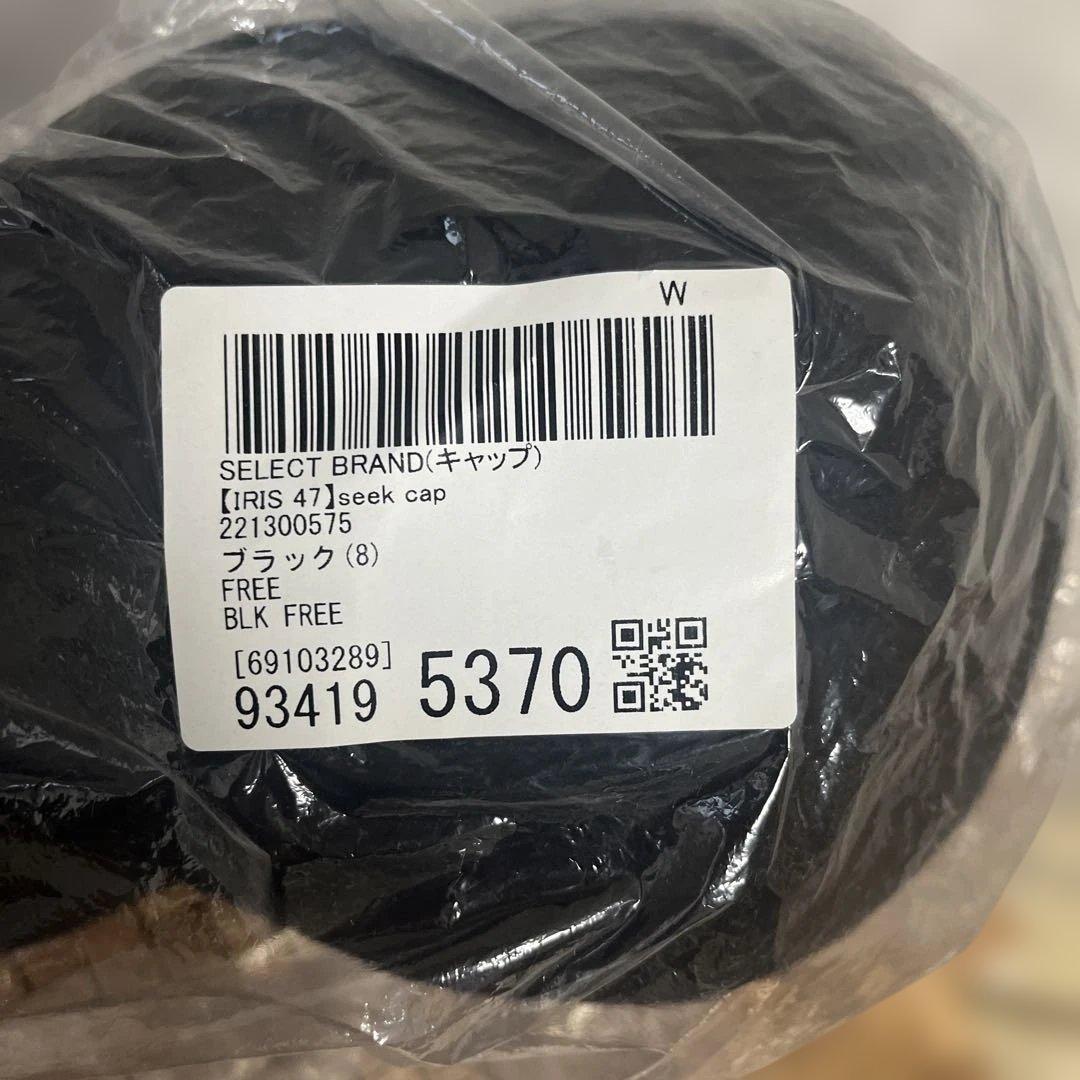 W
SELECT BRAND(キャップ)
【IRIS 47】seek cap
221300575
ブラック(8)
FREE
BLK FREE
[69103289]
93419 5370